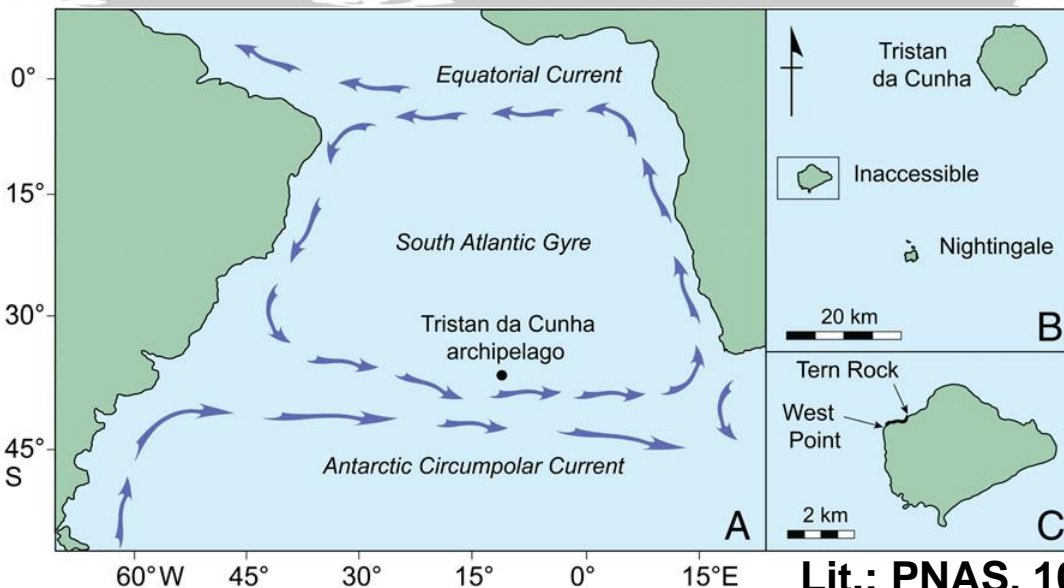 0°
15°
30°
45°
S
60° W
45°
30°
15°
0°
15°E
Equatorial Current
South Atlantic Gyre
Tristan da Cunha
archipelago
Antarctic Circumpolar Current
A
Tristan
da Cunha
Inaccessible
Nightingale
20 km
B
Tern Rock
West
Point
2 km
C
Lit.: PNAS, 10